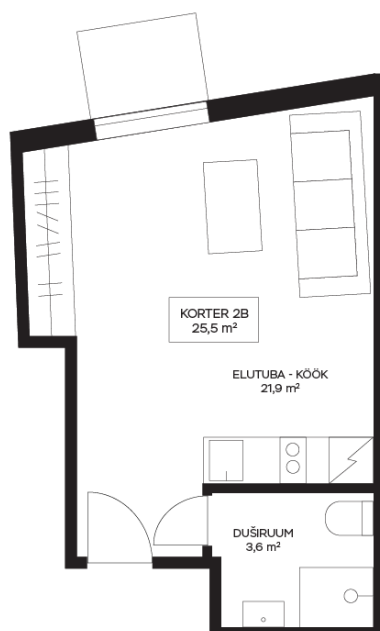 KORTER 2B
25,5 m²
ELUTUBA - KÖÖK
21,9 m²
DUŠIRUUM
3,6 m²